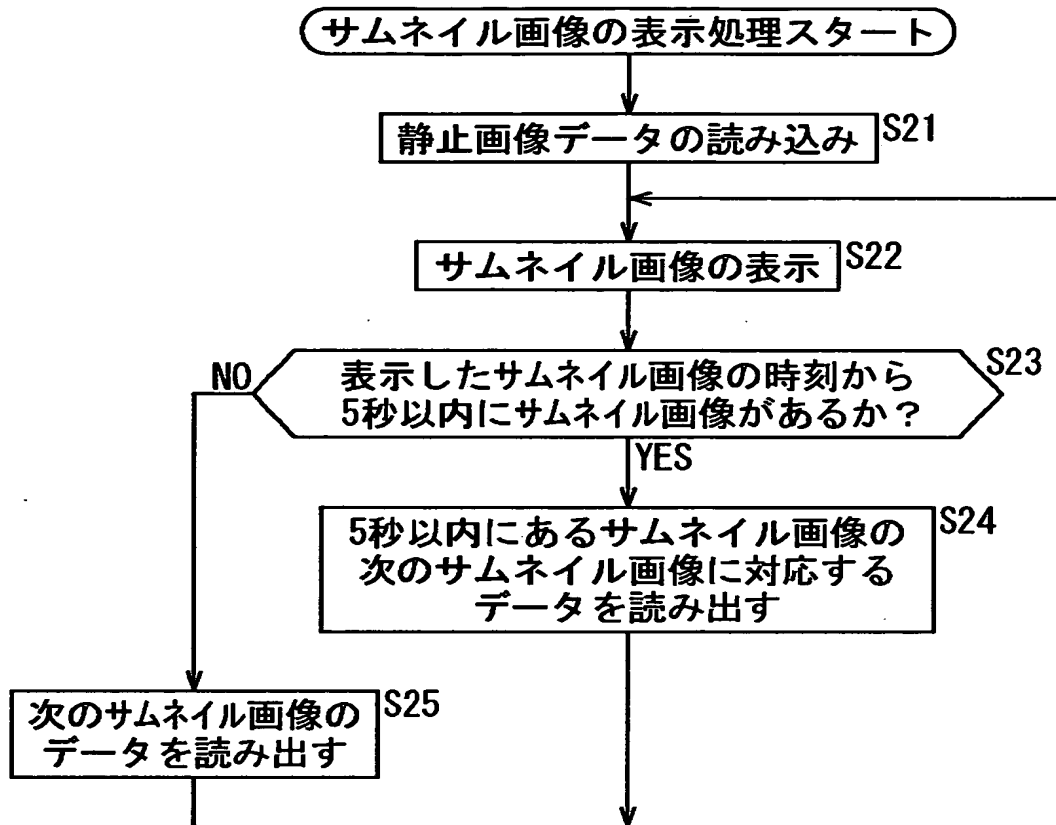 サムネイル画像の表示処理スタート
静止画像データの読み込み
S21
サムネイル画像の表示
S22
表示したサムネイル画像の時刻から
5秒以内にサムネイル画像があるか?
S23
NO
YES
5秒以内にあるサムネイル画像の
次のサムネイル画像に対応する
データを読み出す
S24
次のサムネイル画像の
データを読み出す
S25